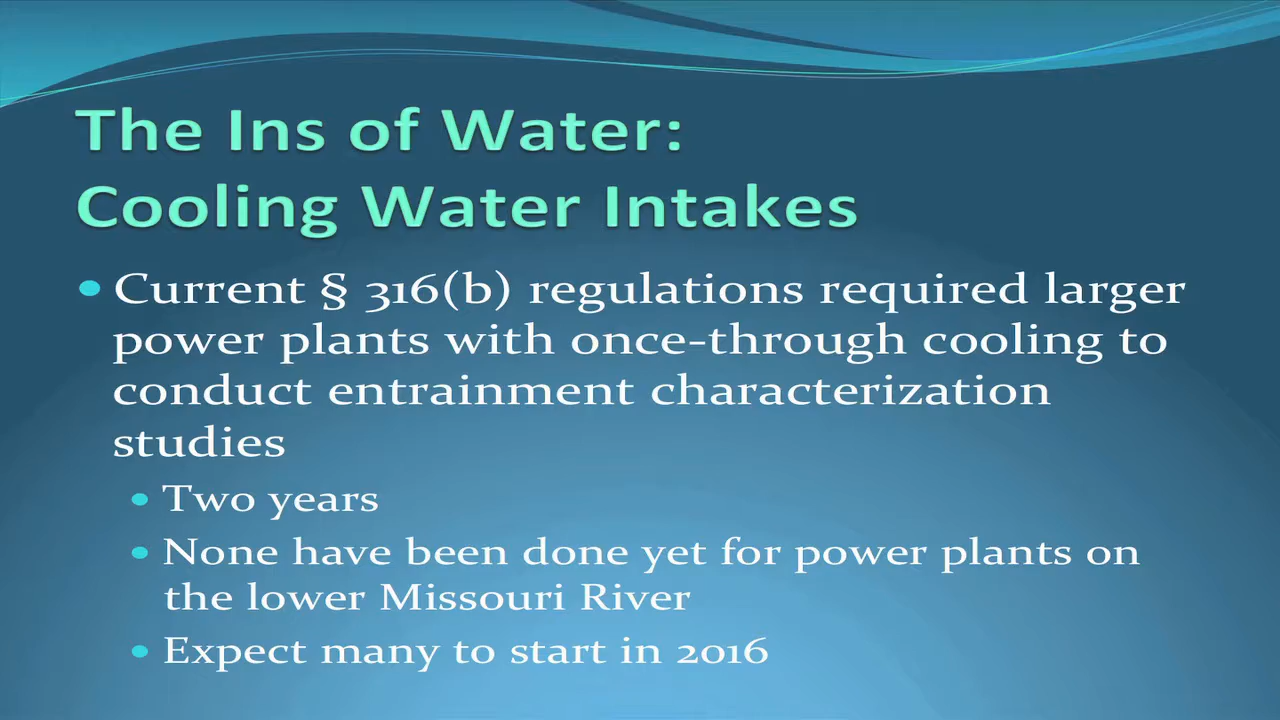 The Ins of Water:
Cooling Water Intakes
• Current § 316(b) regulations required larger
power plants with once-through cooling to
conduct entrainment characterization
studies
• Two years
• None have been done yet for power plants on
the lower Missouri River
• Expect many to start in 2016